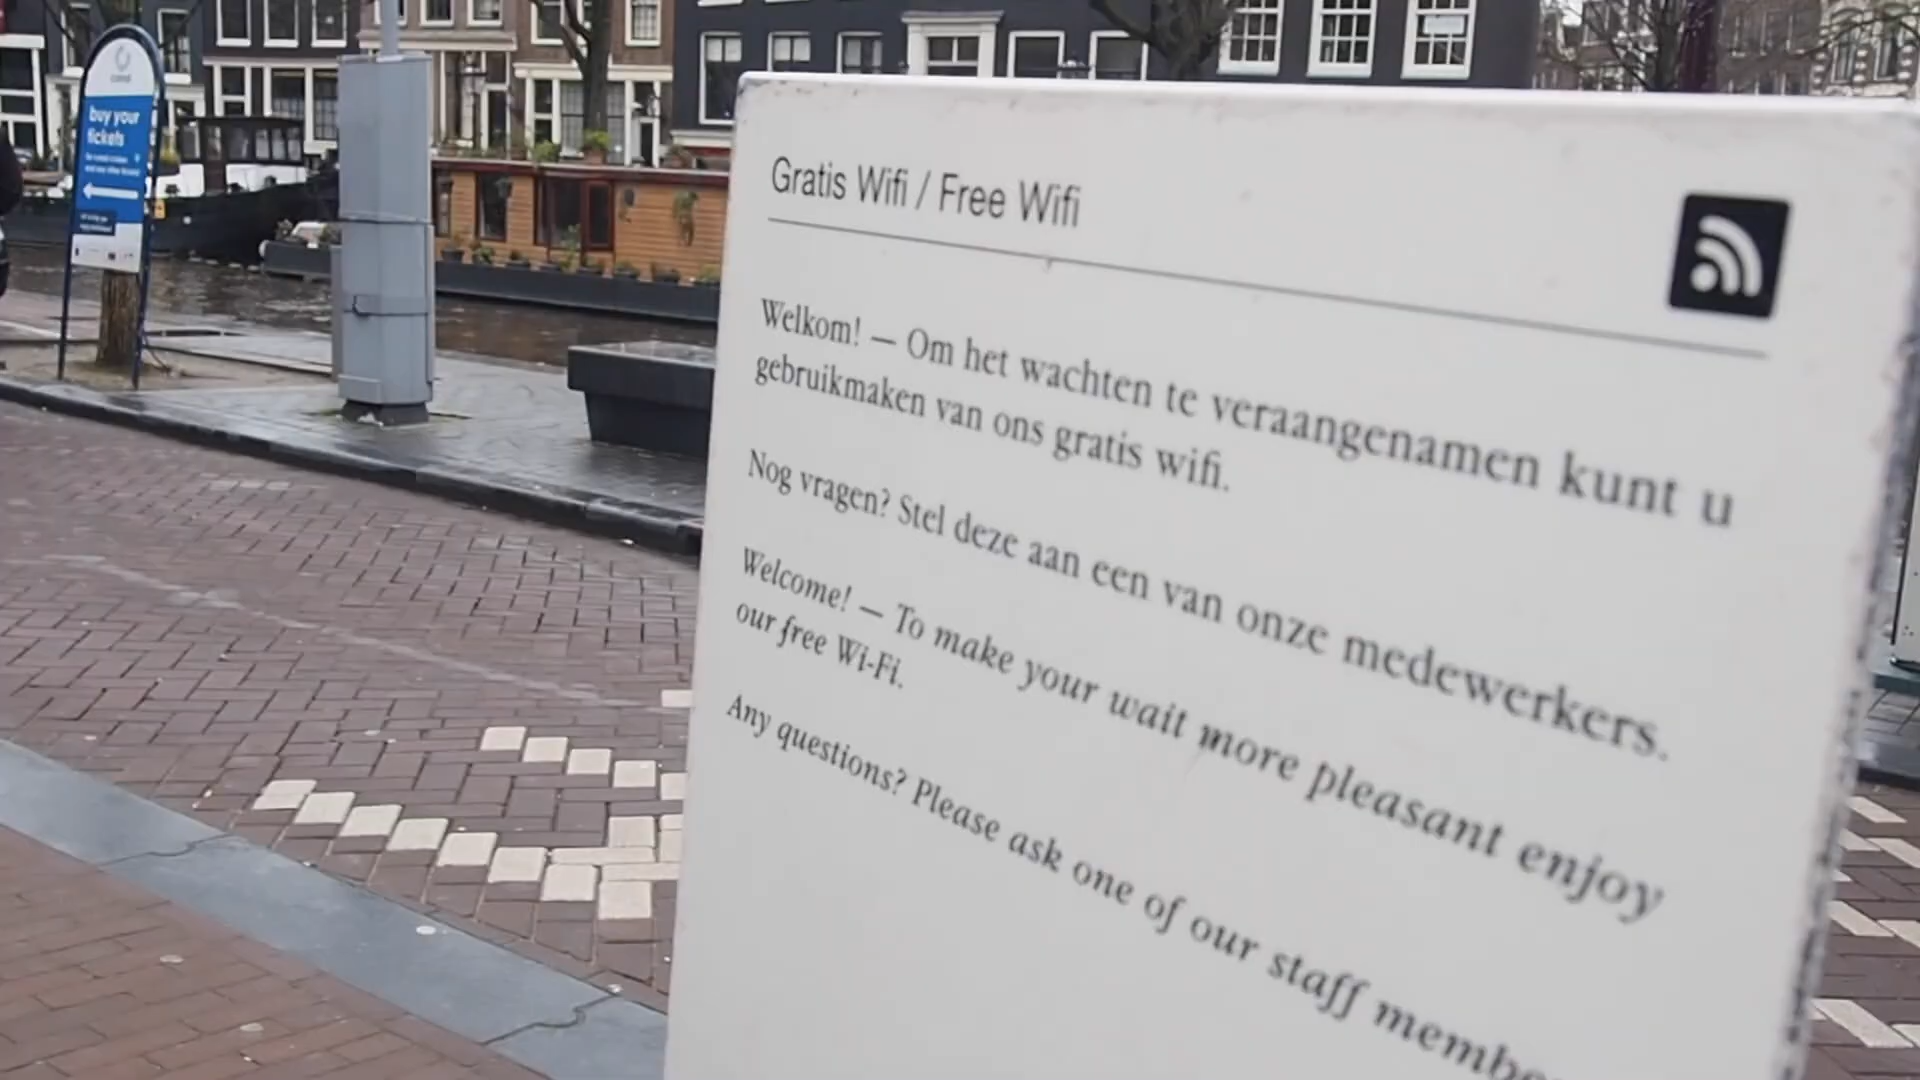 buy your
tickets
Gratis Wifi / Free Wifi
Welkom! — Om het wachten te veraangenamen kunt u
gebruikmaken van ons gratis wifi.
Nog vragen? Stel deze aan een van onze medewerkers.
Welcome! — To make your wait more pleasant enjoy
our free Wi-Fi.
Any questions? Please ask one of our staff membe